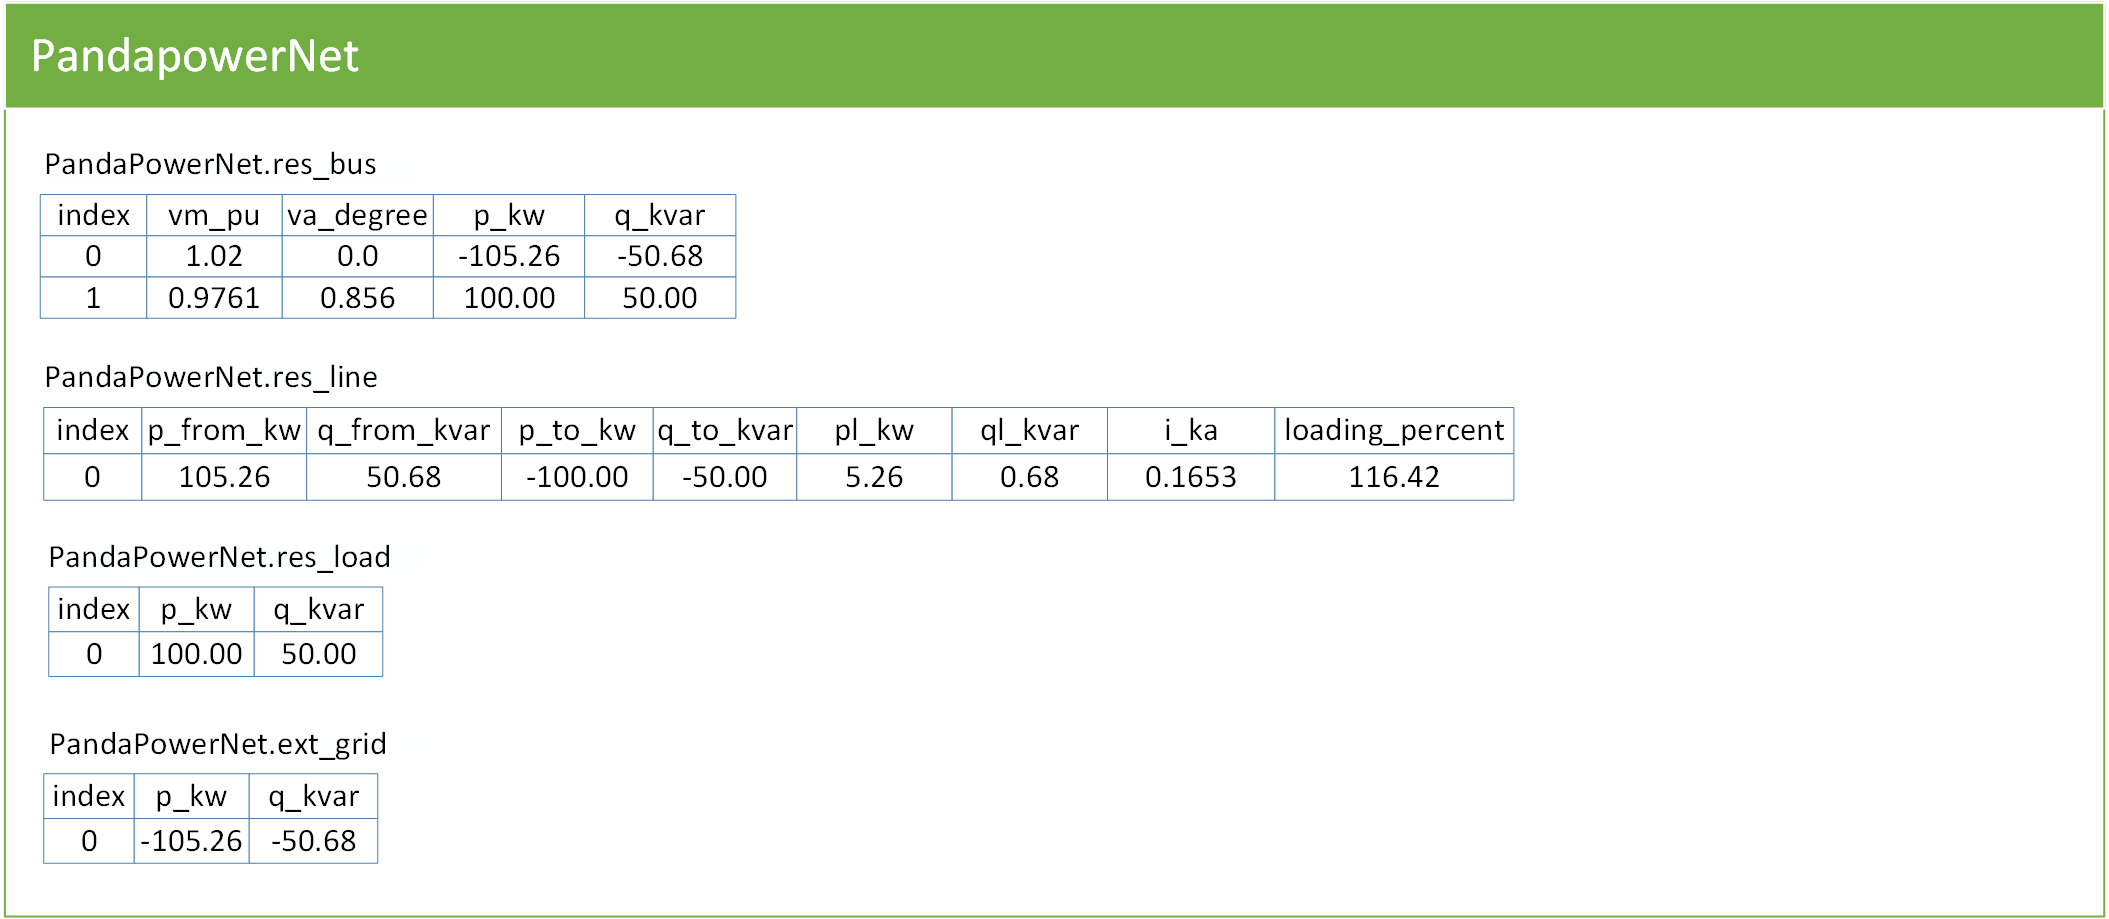 PandapowerNet
PandaPowerNet.res_bus
index vm_pu va_degree p_kw q_kvar
0 1.02 0.0 -105.26 -50.68
1 0.9761 0.856 100.00 50.00
PandaPowerNet.res_line
index p_from_kw q_from_kvar p_to_kw q_to_kvar pl_kw ql_kvar i_ka loading_percent
0 105.26 50.68 -100.00 -50.00 5.26 0.68 0.1653 116.42
PandaPowerNet.res_load
index p_kw q_kvar
0 100.00 50.00
PandaPowerNet.ext_grid
index p_kw q_kvar
0 -105.26 -50.68